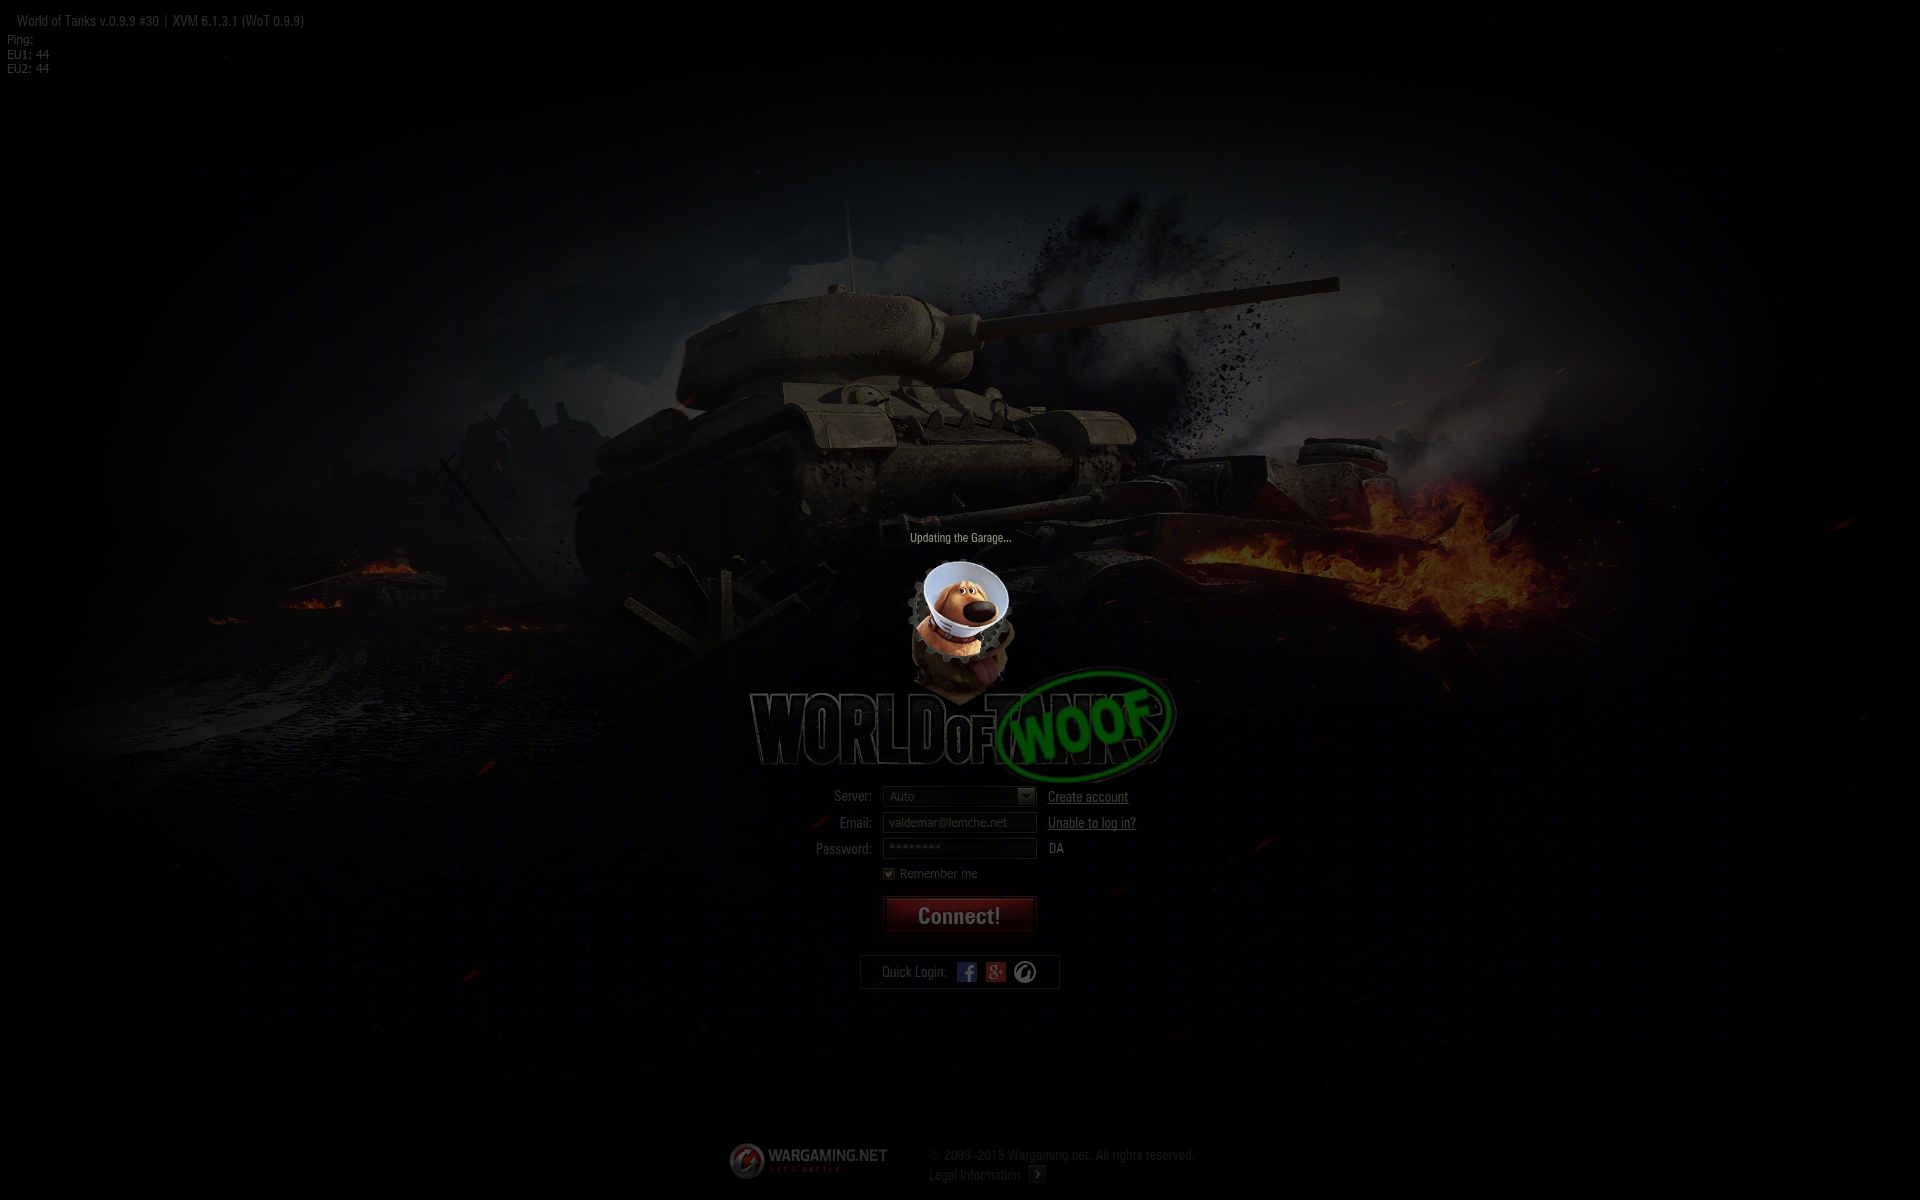 World of Tanks v.0.9.9 #30 | XVM 6.1.3.1 (WoT 0.9.9)
Ping:
EU1: 44
EU2: 44
Updating the Garage...
WORLD OF TANKS
WOOF
Server: Auto Create account
Email: valdemar@lemche.net Unable to log in?
Password: ******** DA
Remember me
Connect!
Quick Login: f g+
WARGAMING.NET
LET'S BATTLE
© 2009–2015 Wargaming.net. All rights reserved.
Legal Information